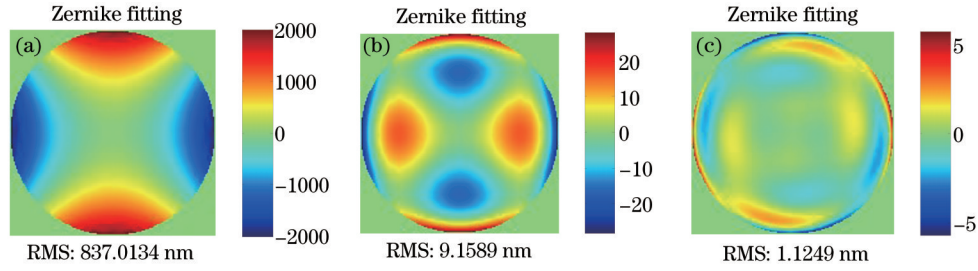 Zernike fitting
(a)
2000
1000
0
−1000
−2000
RMS: 837.0134 nm
Zernike fitting
(b)
20
10
0
−10
−20
RMS: 9.1589 nm
Zernike fitting
(c)
5
0
−5
RMS: 1.1249 nm